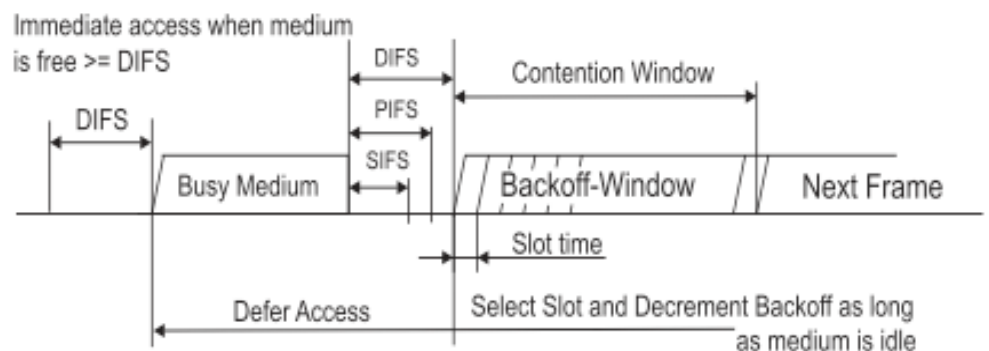 Immediate access when medium
is free >= DIFS
DIFS
DIFS
PIFS
SIFS
Contention Window
Busy Medium
Backoff-Window
Next Frame
Slot time
Defer Access
Select Slot and Decrement Backoff as long
as medium is idle